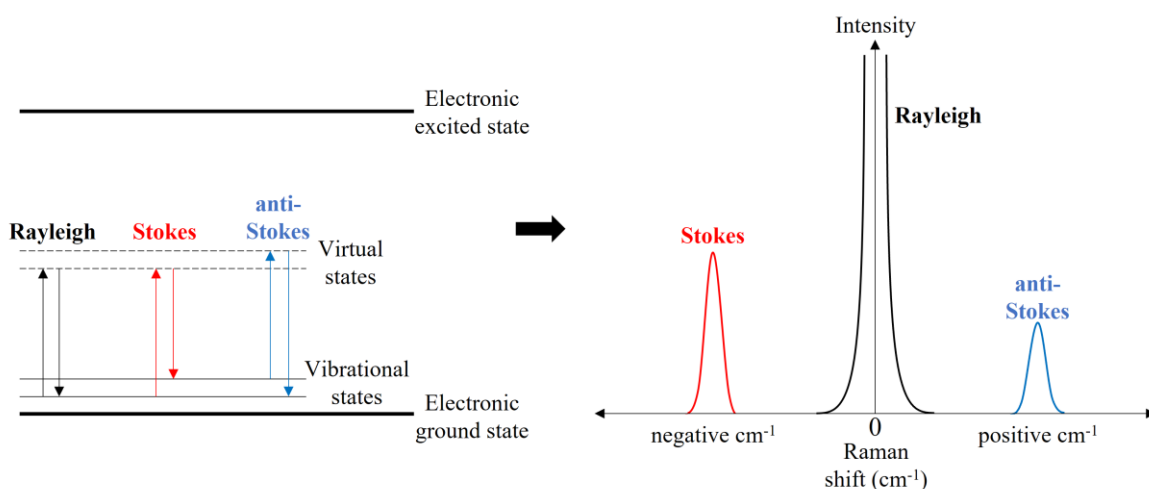 Electronic
excited state
anti-
Rayleigh Stokes Stokes
Virtual
states
Vibrational
states
Electronic
ground state
Intensity
Rayleigh
Stokes
anti-
Stokes
negative cm⁻¹
0
positive cm⁻¹
Raman
shift (cm⁻¹)